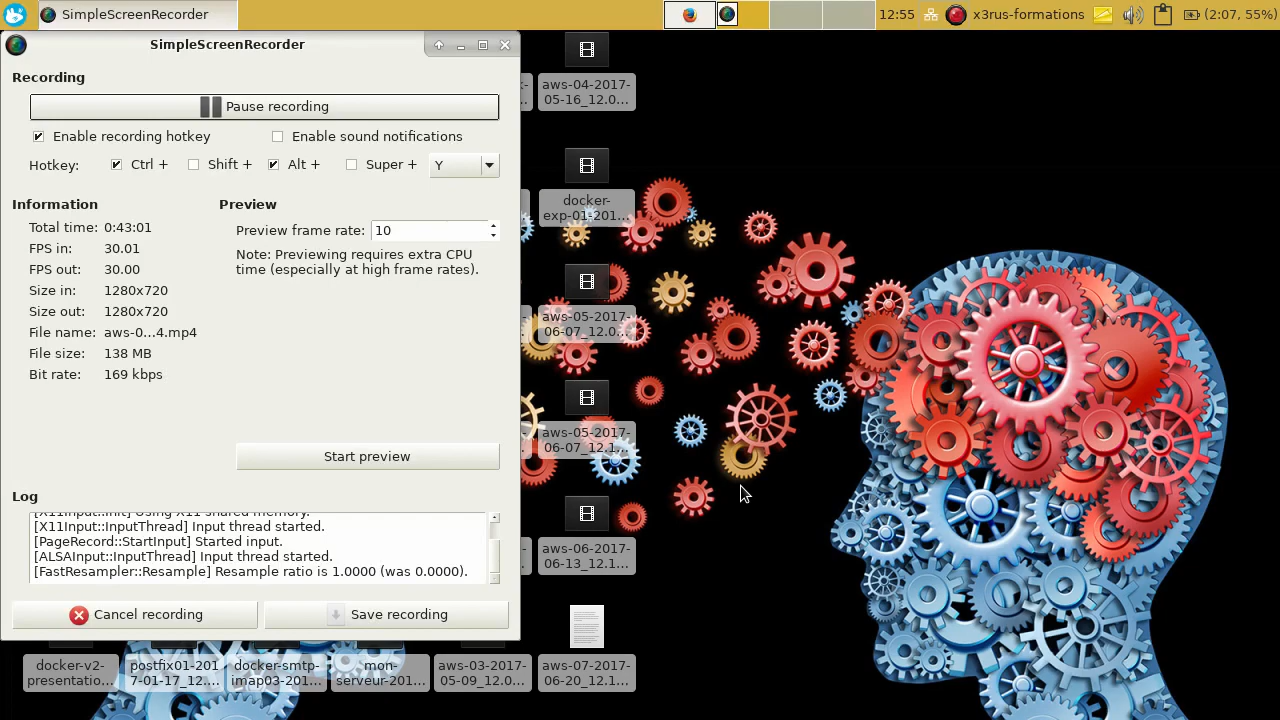 SimpleScreenRecorder
12:55
x3rus-formations
(2:07, 55%)
SimpleScreenRecorder
Recording
Pause recording
Enable recording hotkey
Enable sound notifications
Hotkey:
Ctrl +
Shift +
Alt +
Super +
Y
Information
Total time: 0:43:01
FPS in: 30.01
FPS out: 30.00
Size in: 1280x720
Size out: 1280x720
File name: aws-0...4.mp4
File size: 138 MB
Bit rate: 169 kbps
Preview
Preview frame rate: 10
Note: Previewing requires extra CPU
time (especially at high frame rates).
Start preview
Log
[X11Input::Init] Using X11 shared memory.
[X11Input::InputThread] Input thread started.
[PageRecord::StartInput] Started input.
[ALSAInput::InputThread] Input thread started.
[FastResampler::Resample] Resample ratio is 1.0000 (was 0.0000).
Cancel recording
Save recording
aws-04-2017-
05-16_12.0...
docker-
exp-01-201...
aws-05-2017-
06-07_12.0...
aws-05-2017-
06-07_12.1...
aws-06-2017-
06-13_12.1...
docker-v2-
presentatio...
postfix01-201
7-01-17_12...
docker-smtp-
imap03-201...
mon-
serveur-201...
aws-03-2017-
05-09_12.0...
aws-07-2017-
06-20_12.1...